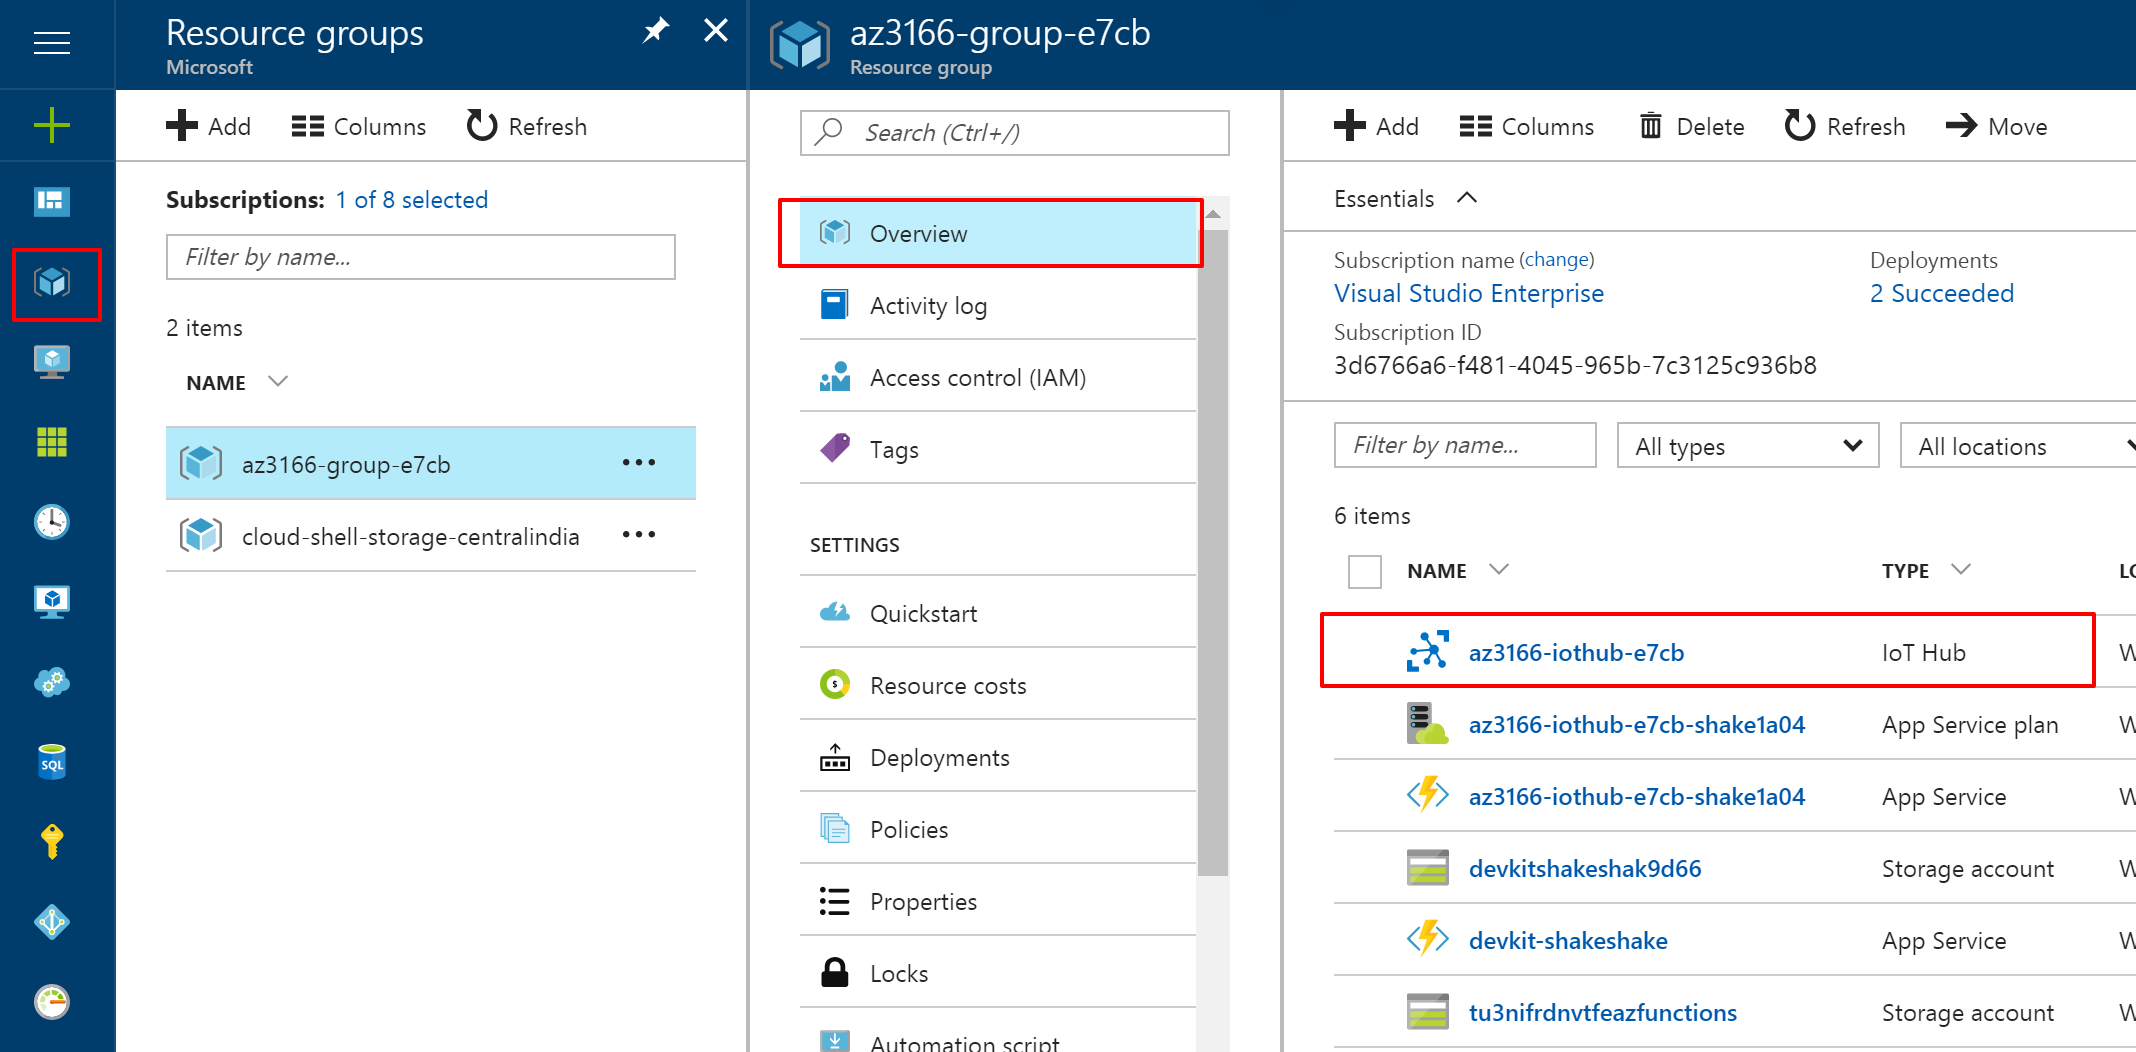 Resource groups
Microsoft
Add
Columns
Refresh
Subscriptions: 1 of 8 selected
Filter by name...
2 items
NAME
az3166-group-e7cb
cloud-shell-storage-centralindia
SQL
az3166-group-e7cb
Resource group
Search (Ctrl+/)
Overview
Activity log
Access control (IAM)
Tags
SETTINGS
Quickstart
Resource costs
Deployments
Policies
Properties
Locks
Automation script
Add Columns Delete Refresh Move
Essentials
Subscription name (change) Deployments
Visual Studio Enterprise 2 Succeeded
Subscription ID
3d6766a6-f481-4045-965b-7c3125c936b8
Filter by name... All types All locations
6 items
NAME TYPE
az3166-iothub-e7cb IoT Hub
az3166-iothub-e7cb-shake1a04 App Service plan
az3166-iothub-e7cb-shake1a04 App Service
devkitshakeshak9d66 Storage account
devkit-shakeshake App Service
tu3nifrdnvtfeazfunctions Storage account